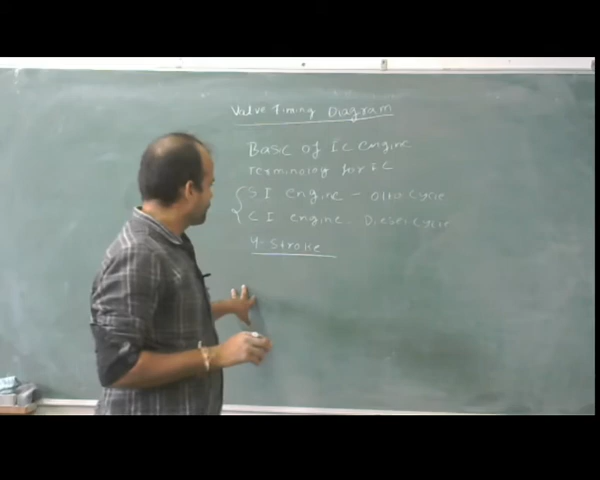 Valve Timing Diagram
Basc of IC engine
Terminology for IC
SI engine - Otto cycle
CI engine - Diesel cycle
4-Stroke